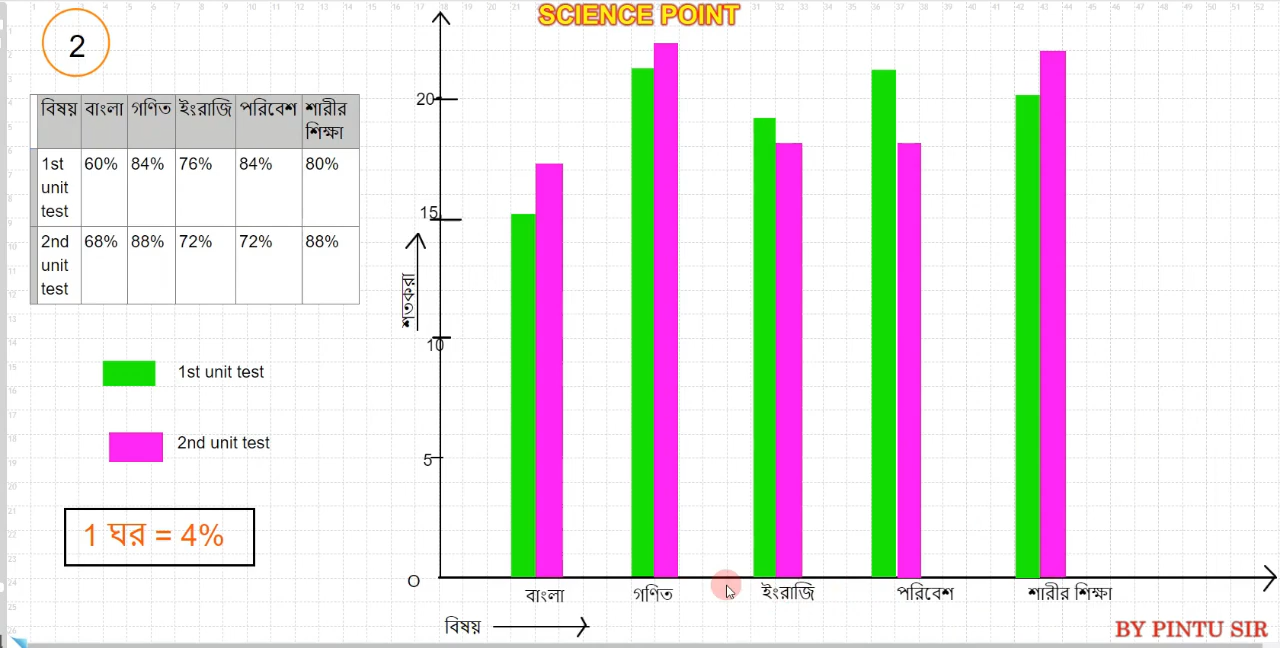 SCIENCE POINT
2
বিষয় বাংলা গণিত ইংরাজি পরিবেশ শারীর শিক্ষা
1st unit test 60% 84% 76% 84% 80%
2nd unit test 68% 88% 72% 72% 88%
1st unit test
2nd unit test
1 ঘর = 4%
20
15
10
5
O
শতকরা
বাংলা গণিত ইংরাজি পরিবেশ শারীর শিক্ষা
বিষয়
BY PINTU SIR